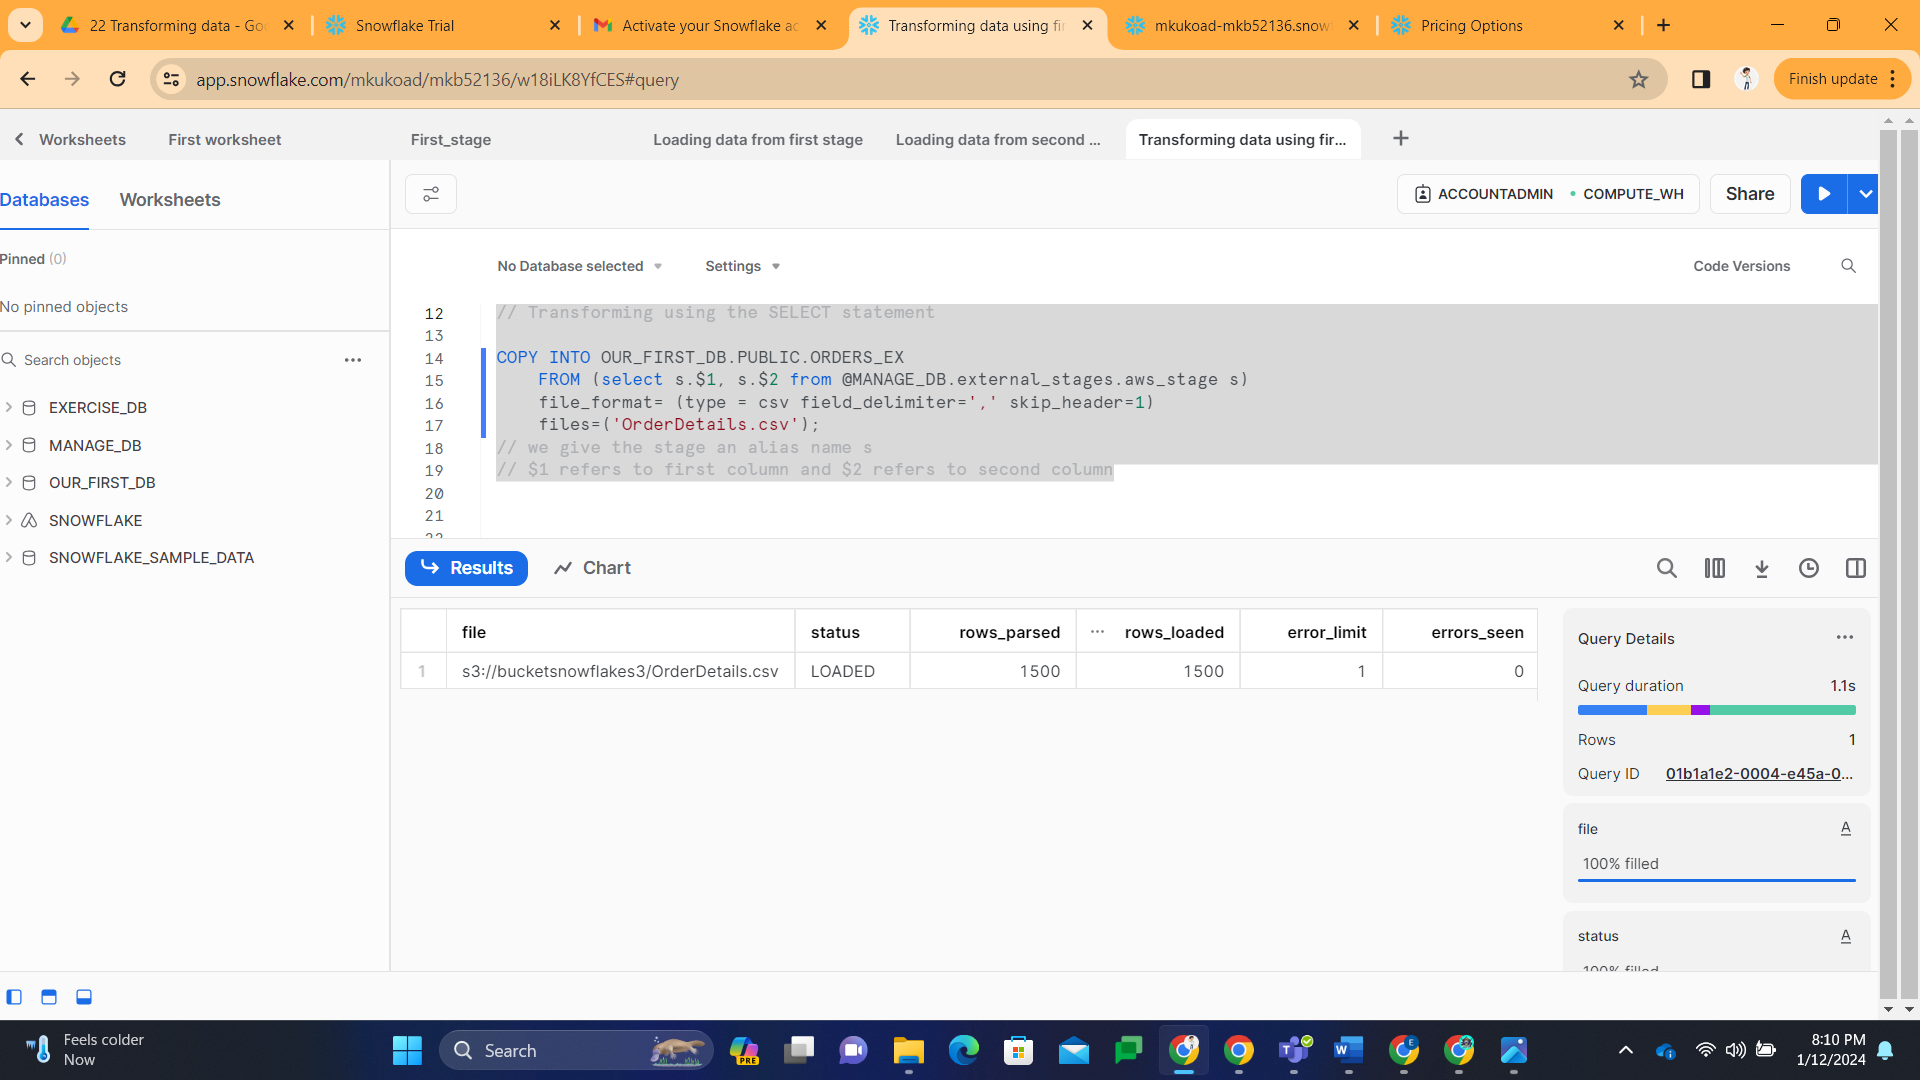 22 Transforming data - Go
Snowflake Trial
Activate your Snowflake ac
Transforming data using fir
mkukoad-mkb52136.snowf
Pricing Options
app.snowflake.com/mkukoad/mkb52136/w18iLK8YfCES#query
Finish update
Worksheets
First worksheet
First_stage
Loading data from first stage
Loading data from second ...
Transforming data using fir...
Databases
Worksheets
ACCOUNTADMIN
COMPUTE_WH
Share
Pinned (0)
No pinned objects
Search objects
EXERCISE_DB
MANAGE_DB
OUR_FIRST_DB
SNOWFLAKE
SNOWFLAKE_SAMPLE_DATA
No Database selected
Settings
Code Versions
12 // Transforming using the SELECT statement
13
14 COPY INTO OUR_FIRST_DB.PUBLIC.ORDERS_EX
15 FROM (select s.$1, s.$2 from @MANAGE_DB.external_stages.aws_stage s)
16 file_format= (type = csv field_delimiter=',' skip_header=1)
17 files=('OrderDetails.csv');
18 // we give the stage an alias name s
19 // $1 refers to first column and $2 refers to second column
20
21
22
Results
Chart
file status rows_parsed ... rows_loaded error_limit errors_seen
1 s3://bucketsnowflakes3/OrderDetails.csv LOADED 1500 1500 1 0
Query Details
...
Query duration 1.1s
Rows 1
Query ID 01b1a1e2-0004-e45a-0...
file A
100% filled
status A
100% filled
Feels colder
Now
Search
PRE
8:10 PM
1/12/2024